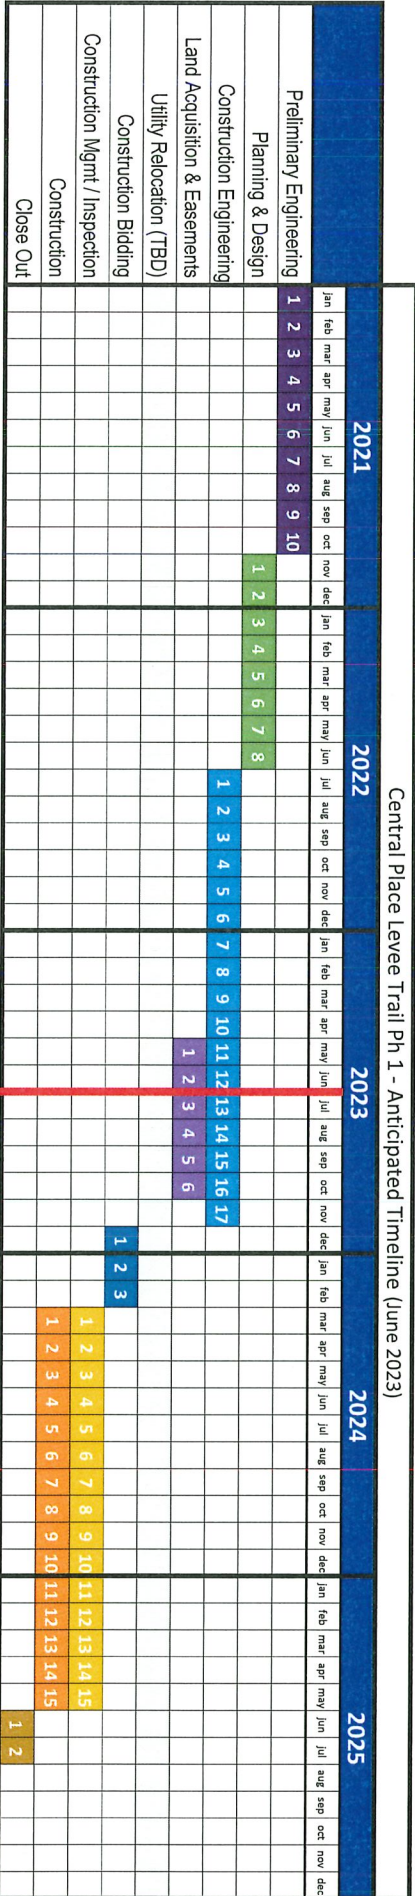 Central Place Levee Trail Ph 1 - Anticipated Timeline (June 2023)
2021 2022 2023 2024 2025
jan feb mar apr may jun jul aug sep oct nov dec jan feb mar apr may jun jul aug sep oct nov dec jan feb mar apr may jun jul aug sep oct nov dec jan feb mar apr may jun jul aug sep oct nov dec jan feb mar apr may jun jul aug sep oct nov dec
Preliminary Engineering 1 2 3 4 5 6 7 8 9 10
Planning & Design 1 2 3 4 5 6 7 8
Construction Engineering 1 2 3 4 5 6 7 8 9 10 11 12 13 14 15 16 17
Land Acquisition & Easements 1 2 3 4 5 6
Utility Relocation (TBD)
Construction Bidding 1 2 3
Construction Mgmt / Inspection 1 2 3 4 5 6 7 8 9 10 11 12 13 14 15
Construction 1 2 3 4 5 6 7 8 9 10 11 12 13 14 15
Close Out 1 2